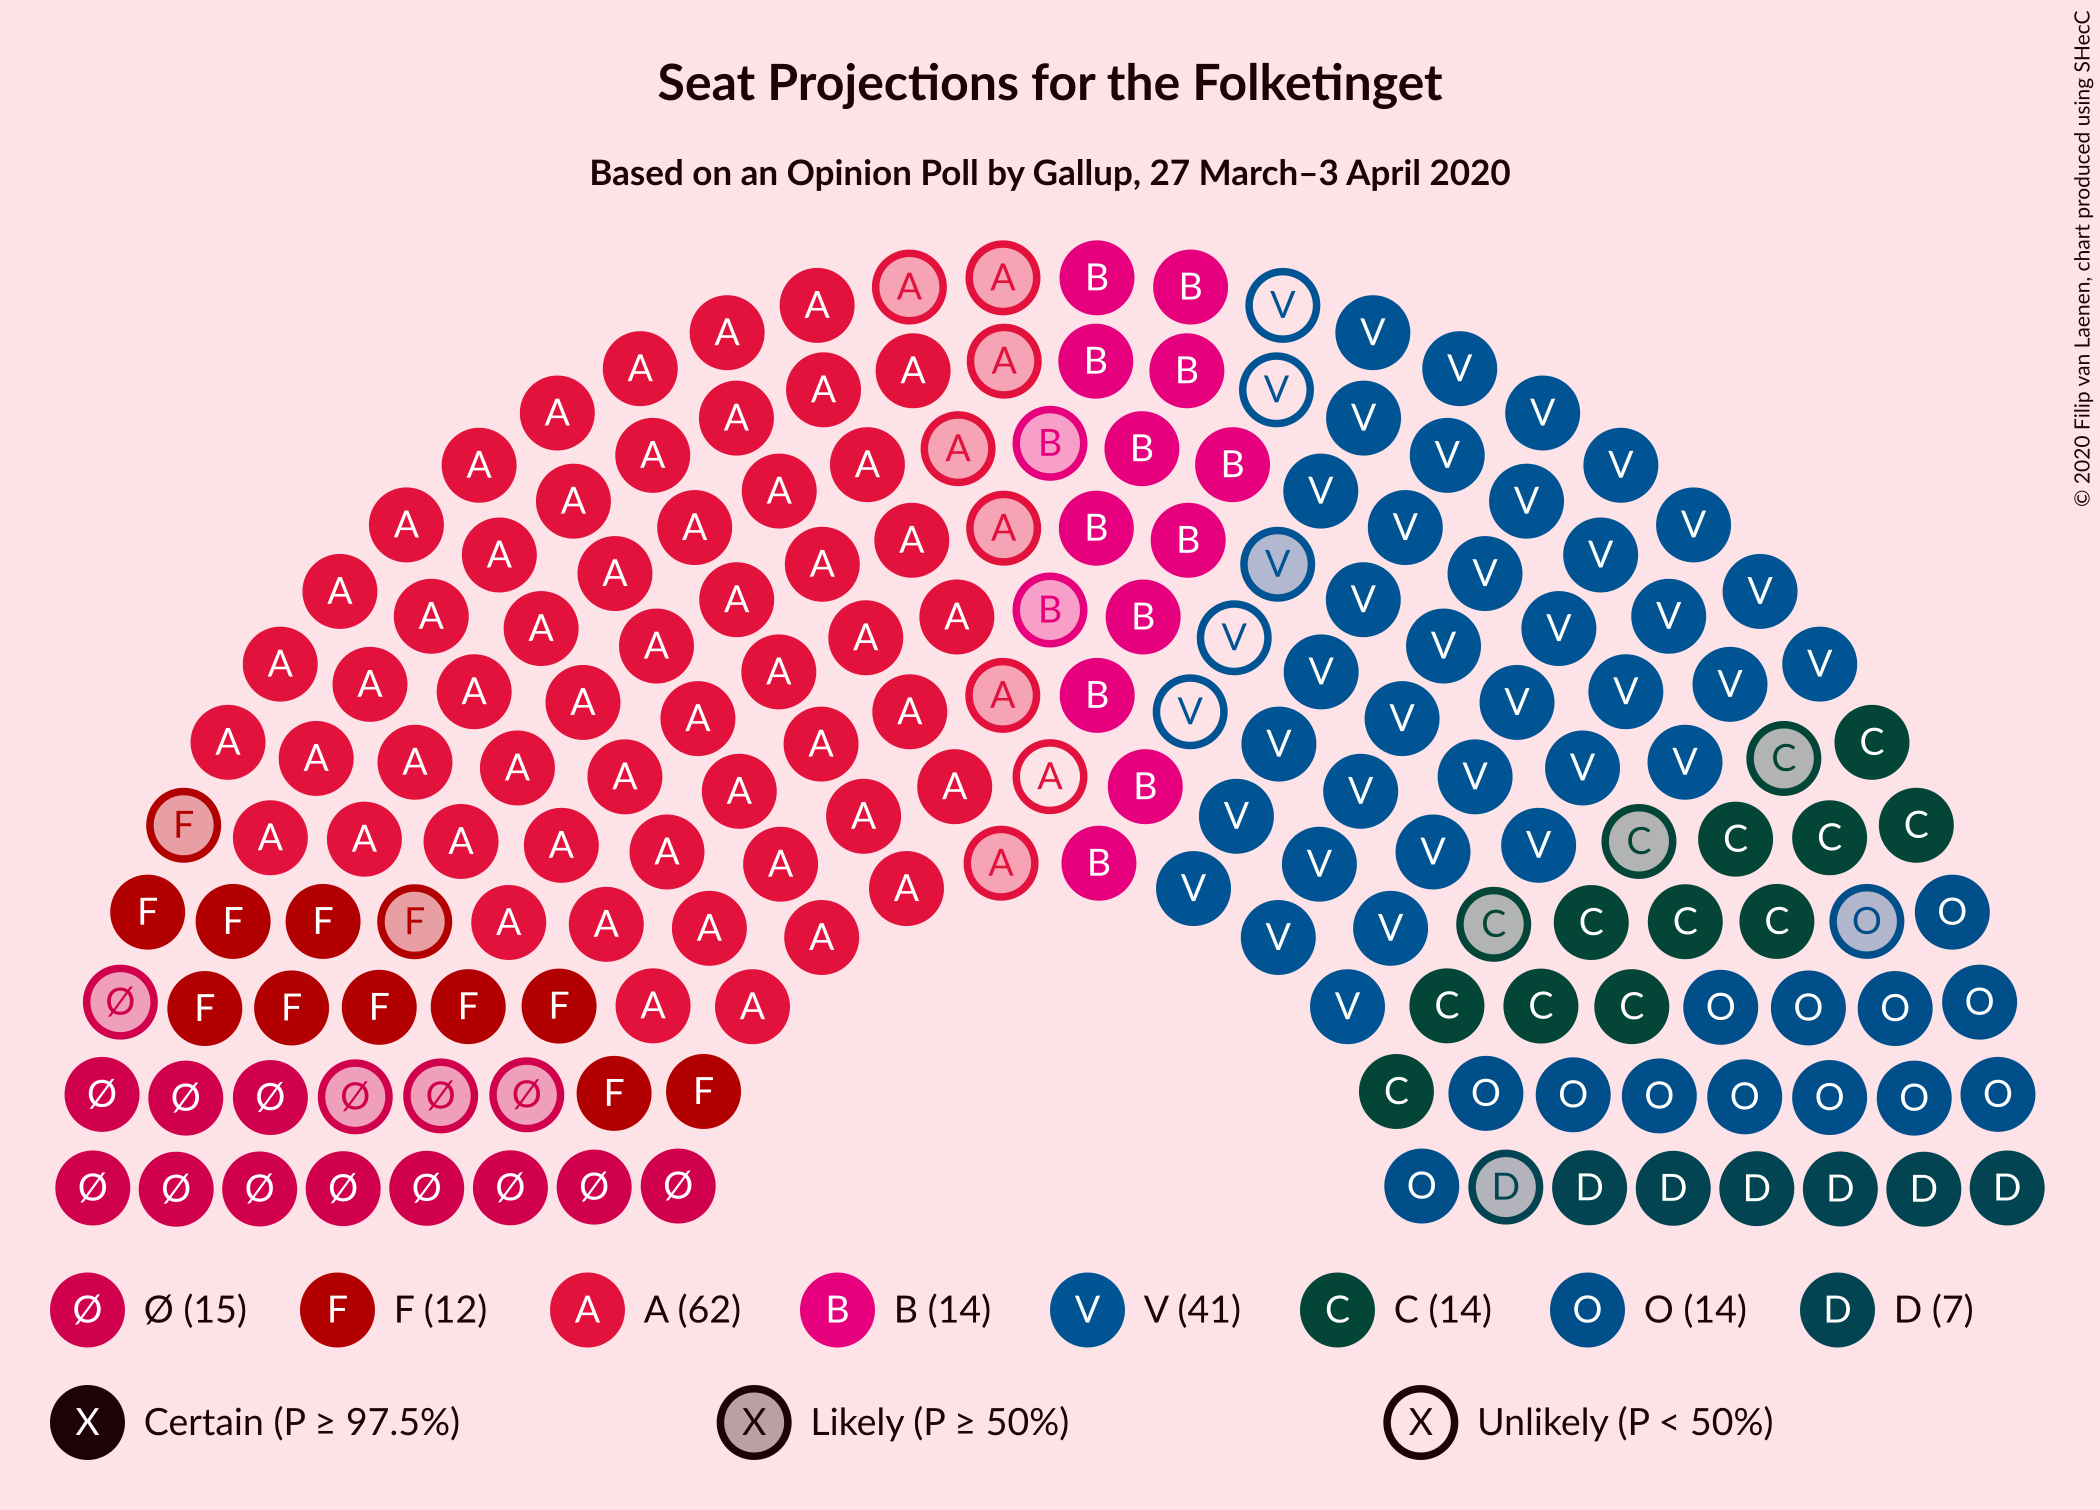 Seat Projections for the Folketinget
Based on an Opinion Poll by Gallup, 27 March–3 April 2020
© 2020 Filip van Laenen, chart produced using SHecC
A A B B
A V
A V
A A A B B V
A V
A A V V
A A A A B B B V V
A A V V
A A A A B B V V
A A A V V V
A A A A B B V V V
A A A V V V
A A A A A A B V V V V V
A A A A V V V C
A A A A A A A B V V V V C
F A A A A A A A A B V V V V C C C C
F F F F A A A A A V V V C C C C O O
Ø F F F F F A A V C C C O O O O
Ø Ø Ø Ø Ø Ø F F C O O O O O O O
Ø Ø Ø Ø Ø Ø Ø Ø O D D D D D D D
Ø Ø (15) F F (12) A A (62) B B (14) V V (41) C C (14) O O (14) D D (7)
X Certain (P ≥ 97.5%) X Likely (P ≥ 50%) X Unlikely (P < 50%)